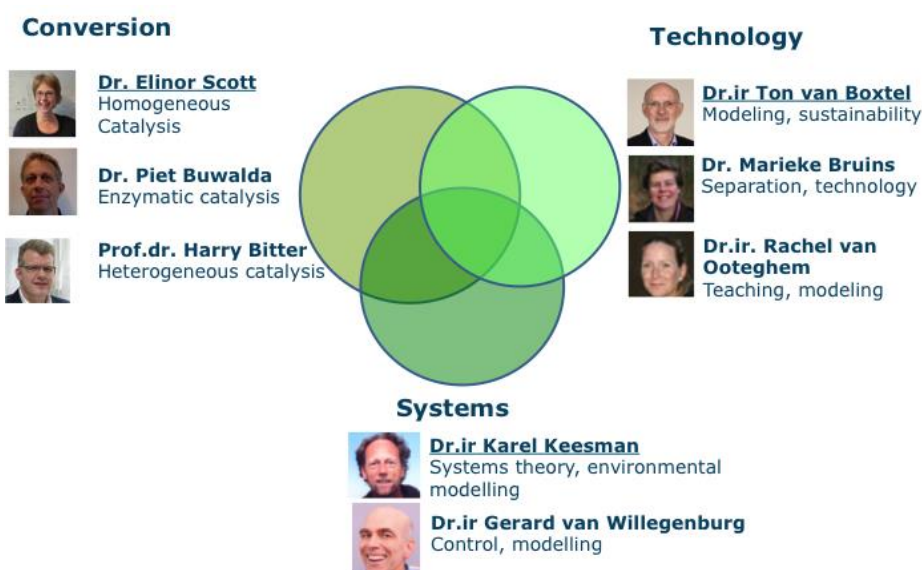 Conversion
Dr. Elinor Scott
Homogeneous
Catalysis
Dr. Piet Buwalda
Enzymatic catalysis
Prof.dr. Harry Bitter
Heterogeneous catalysis
Technology
Dr.ir Ton van Boxtel
Modeling, sustainability
Dr. Marieke Bruins
Separation, technology
Dr.ir. Rachel van
Ooteghem
Teaching, modeling
Systems
Dr.ir Karel Keesman
Systems theory, environmental
modelling
Dr.ir Gerard van Willegenburg
Control, modelling